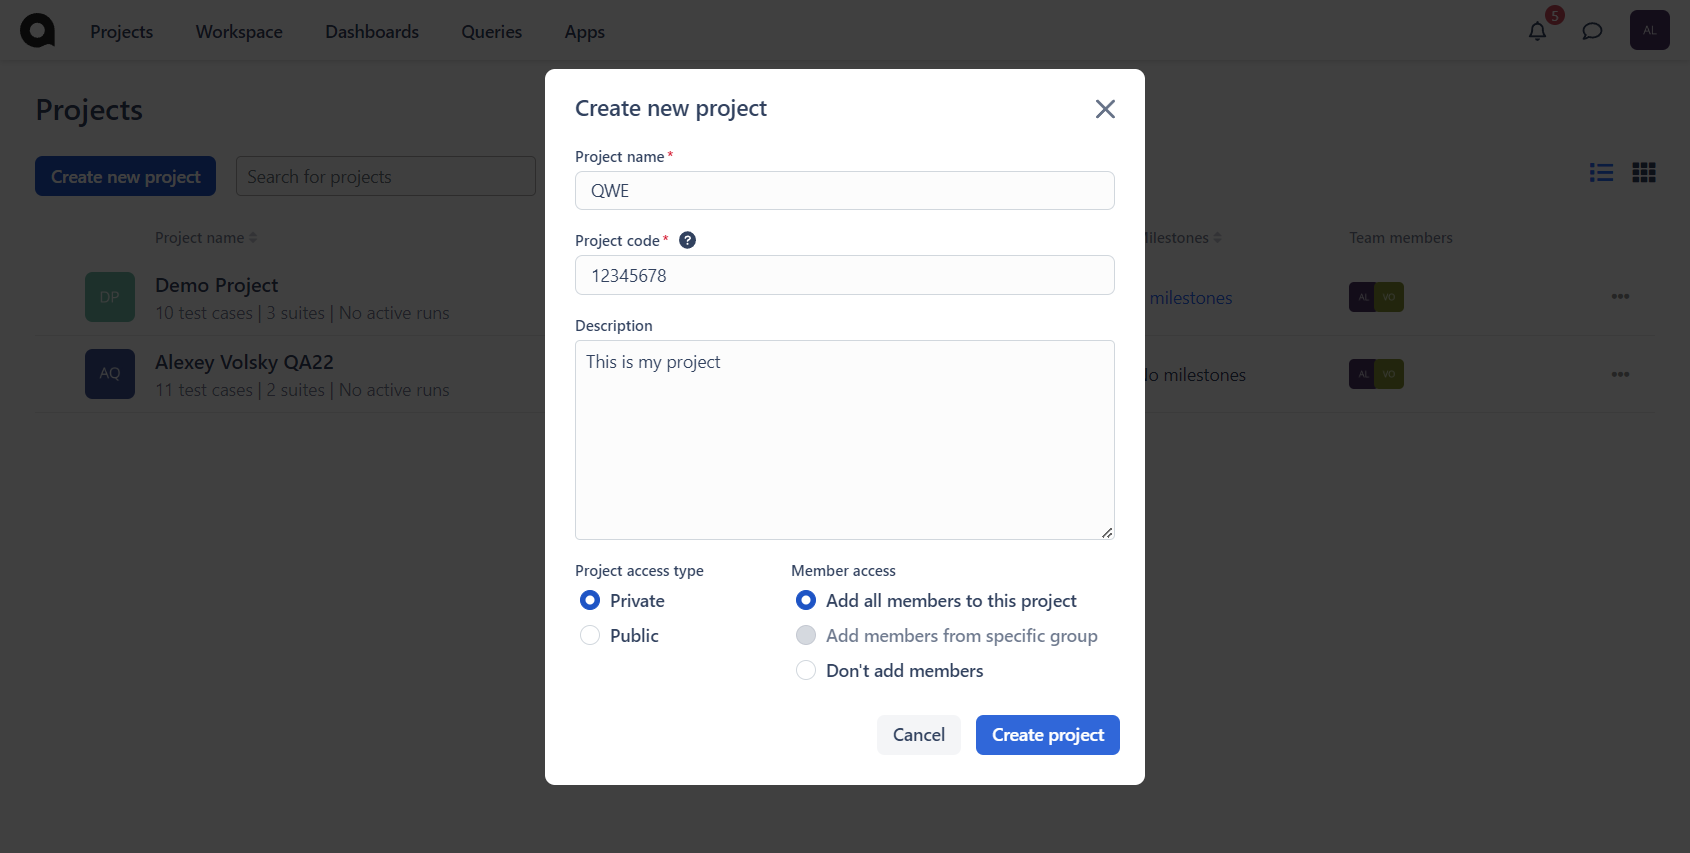 Projects Workspace Dashboards Queries Apps 5 AL
Projects
Create new project Search for projects
Project name Milestones Team members
DP Demo Project
10 test cases | 3 suites | No active runs milestones AL VO
AQ Alexey Volsky QA22
11 test cases | 2 suites | No active runs No milestones AL VO
Create new project
Project name *
QWE
Project code * ?
12345678
Description
This is my project
Project access type
Private
Public
Member access
Add all members to this project
Add members from specific group
Don't add members
Cancel Create project